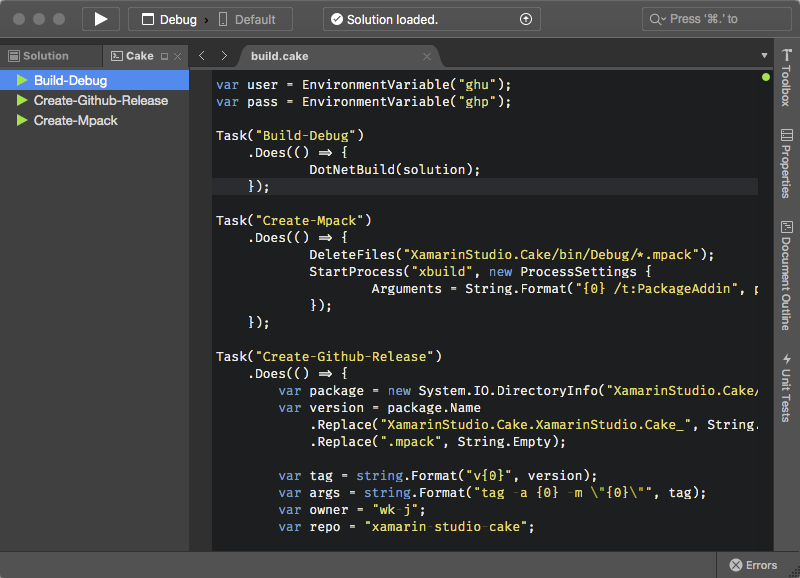 Debug › Default
Solution loaded.
Press '⌘.' to
Solution
Cake
build.cake
Build-Debug
Create-Github-Release
Create-Mpack
var user = EnvironmentVariable("ghu");
var pass = EnvironmentVariable("ghp");
Task("Build-Debug")
.Does(() => {
DotNetBuild(solution);
});
Task("Create-Mpack")
.Does(() => {
DeleteFiles("XamarinStudio.Cake/bin/Debug/*.mpack");
StartProcess("xbuild", new ProcessSettings {
Arguments = String.Format("{0} /t:PackageAddin", p
});
});
Task("Create-Github-Release")
.Does(() => {
var package = new System.IO.DirectoryInfo("XamarinStudio.Cake/
var version = package.Name
.Replace("XamarinStudio.Cake.XamarinStudio.Cake_", String.
.Replace(".mpack", String.Empty);
var tag = string.Format("v{0}", version);
var args = string.Format("tag -a {0} -m \"{0}\"", tag);
var owner = "wk-j";
var repo = "xamarin-studio-cake";
Toolbox
Properties
Document Outline
Unit Tests
Errors